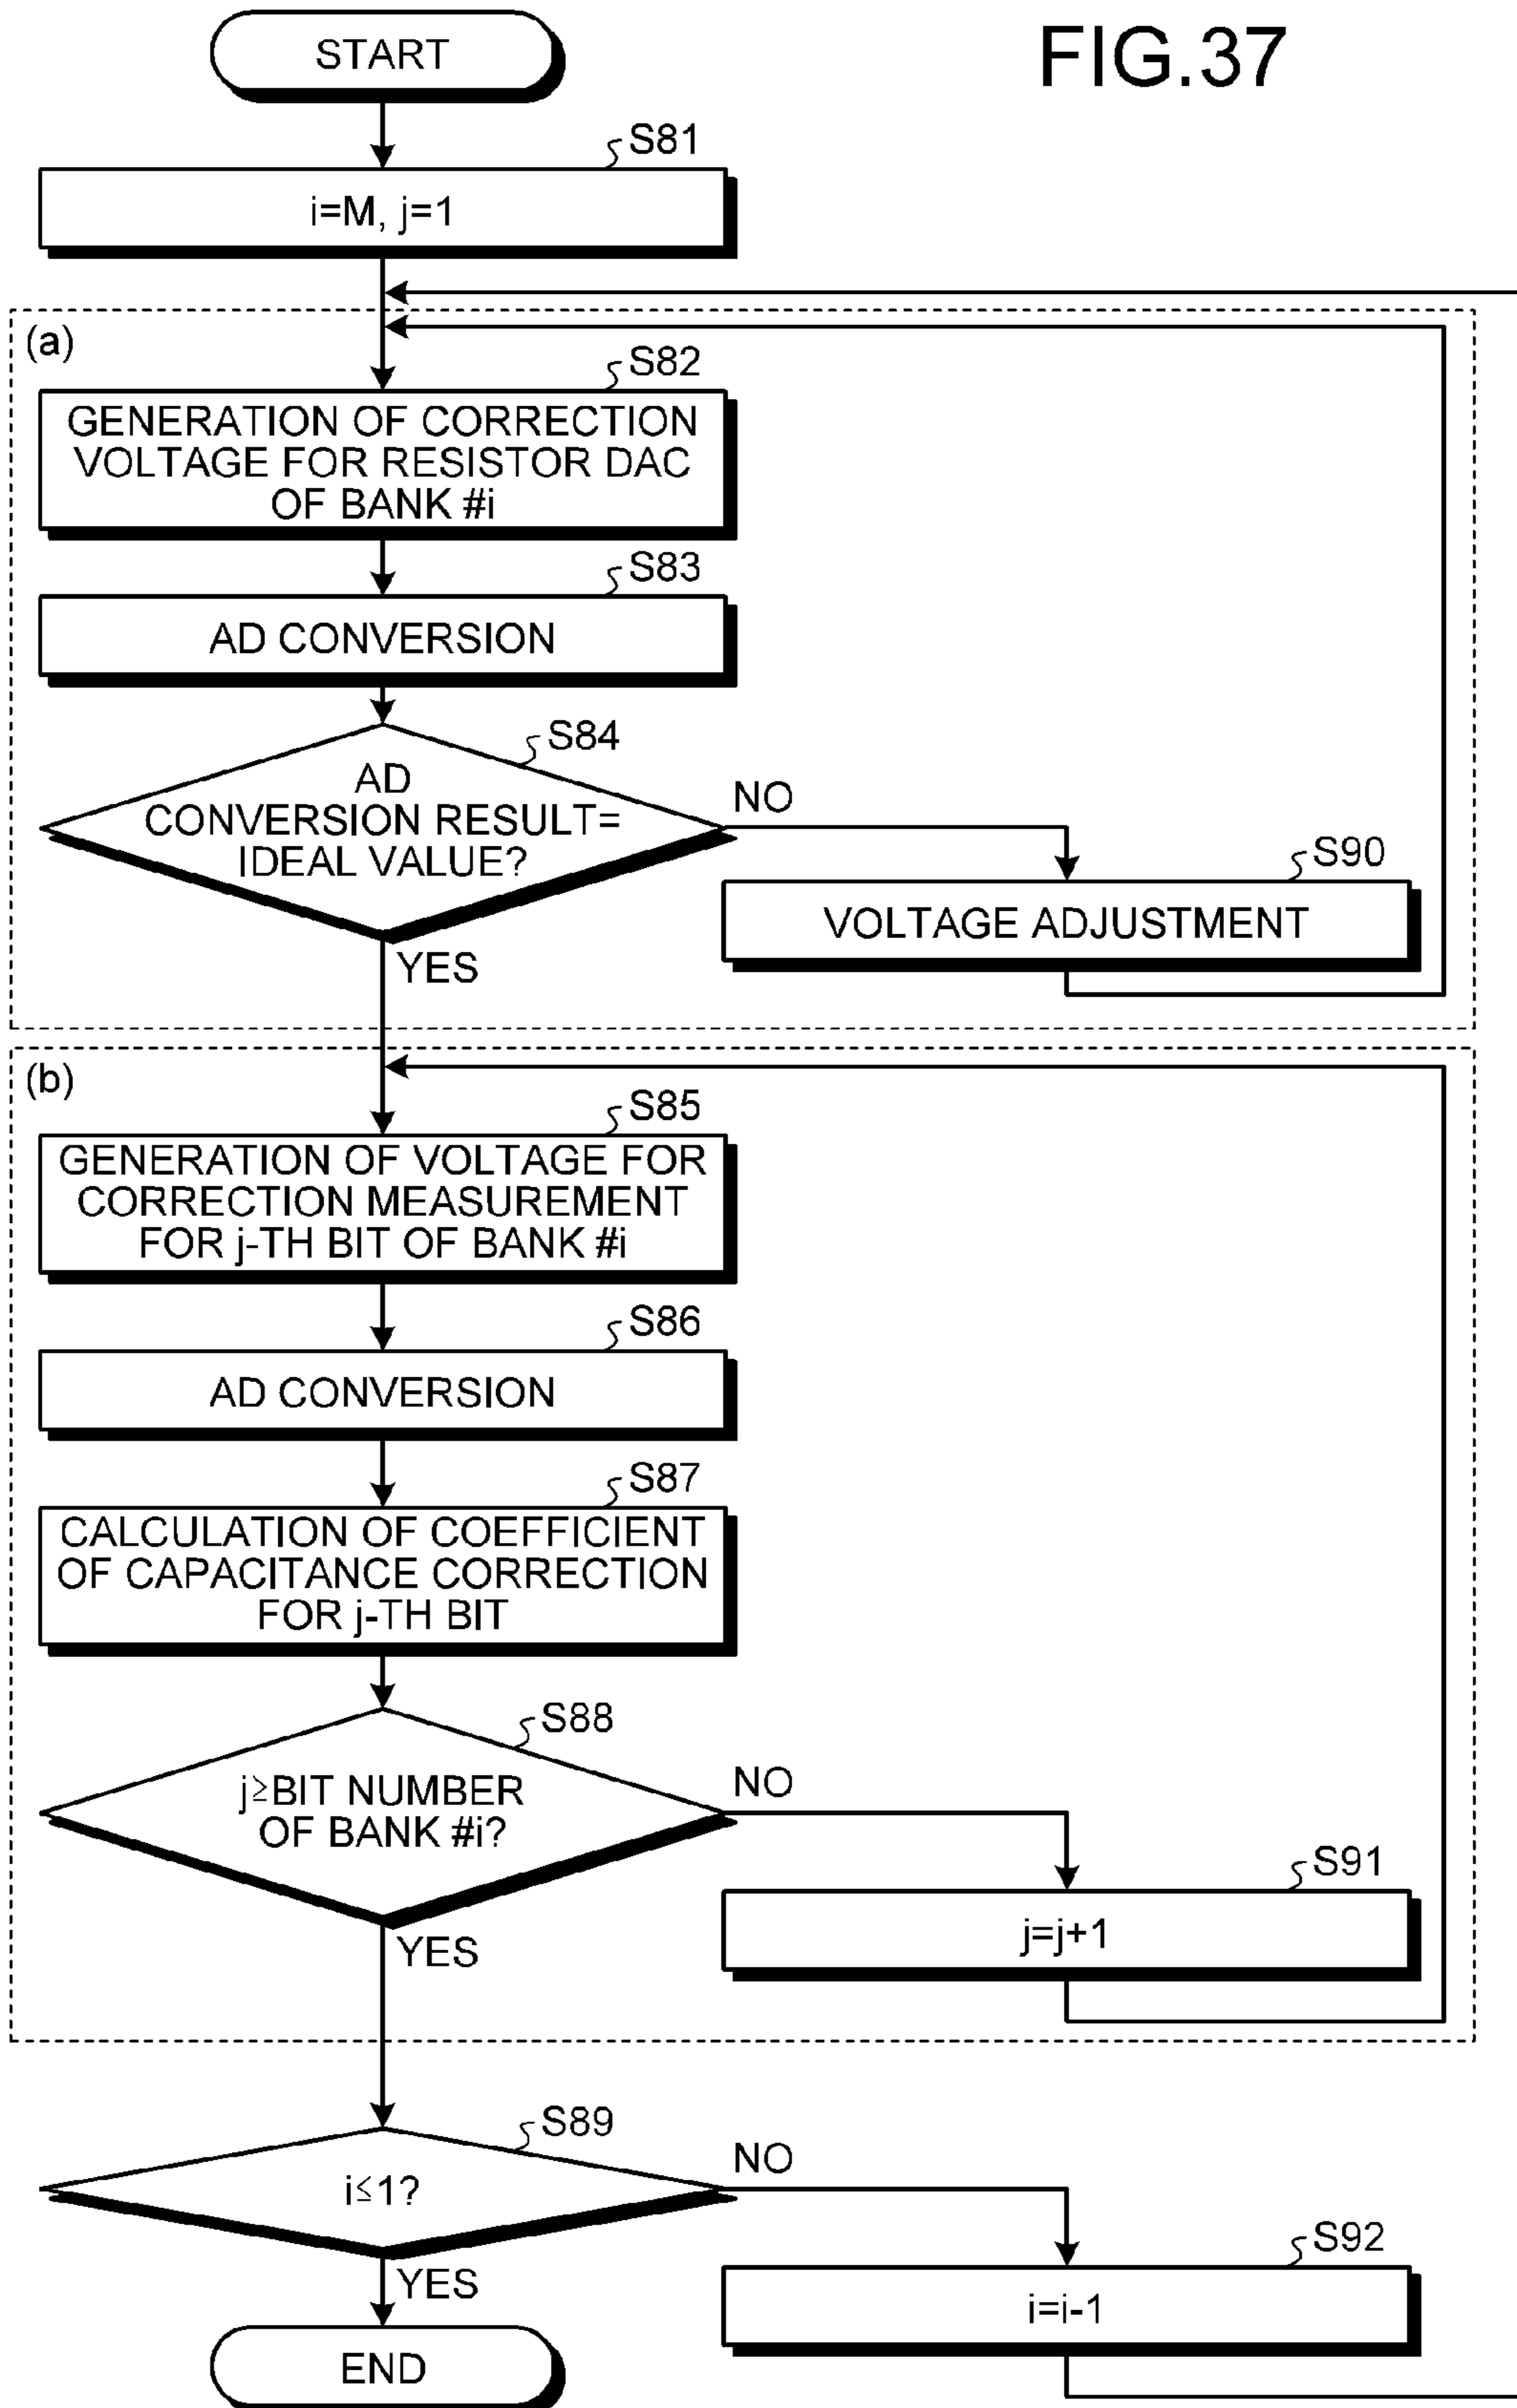 FIG.37
START
S81
i=M, j=1
(a)
S82
GENERATION OF CORRECTION
VOLTAGE FOR RESISTOR DAC
OF BANK #i
S83
AD CONVERSION
S84
AD
CONVERSION RESULT=
IDEAL VALUE?
NO
S90
VOLTAGE ADJUSTMENT
YES
(b)
S85
GENERATION OF VOLTAGE FOR
CORRECTION MEASUREMENT
FOR j-TH BIT OF BANK #i
S86
AD CONVERSION
S87
CALCULATION OF COEFFICIENT
OF CAPACITANCE CORRECTION
FOR j-TH BIT
S88
j≧BIT NUMBER
OF BANK #i?
NO
S91
j=j+1
YES
S89
i≦1?
NO
S92
i=i-1
YES
END